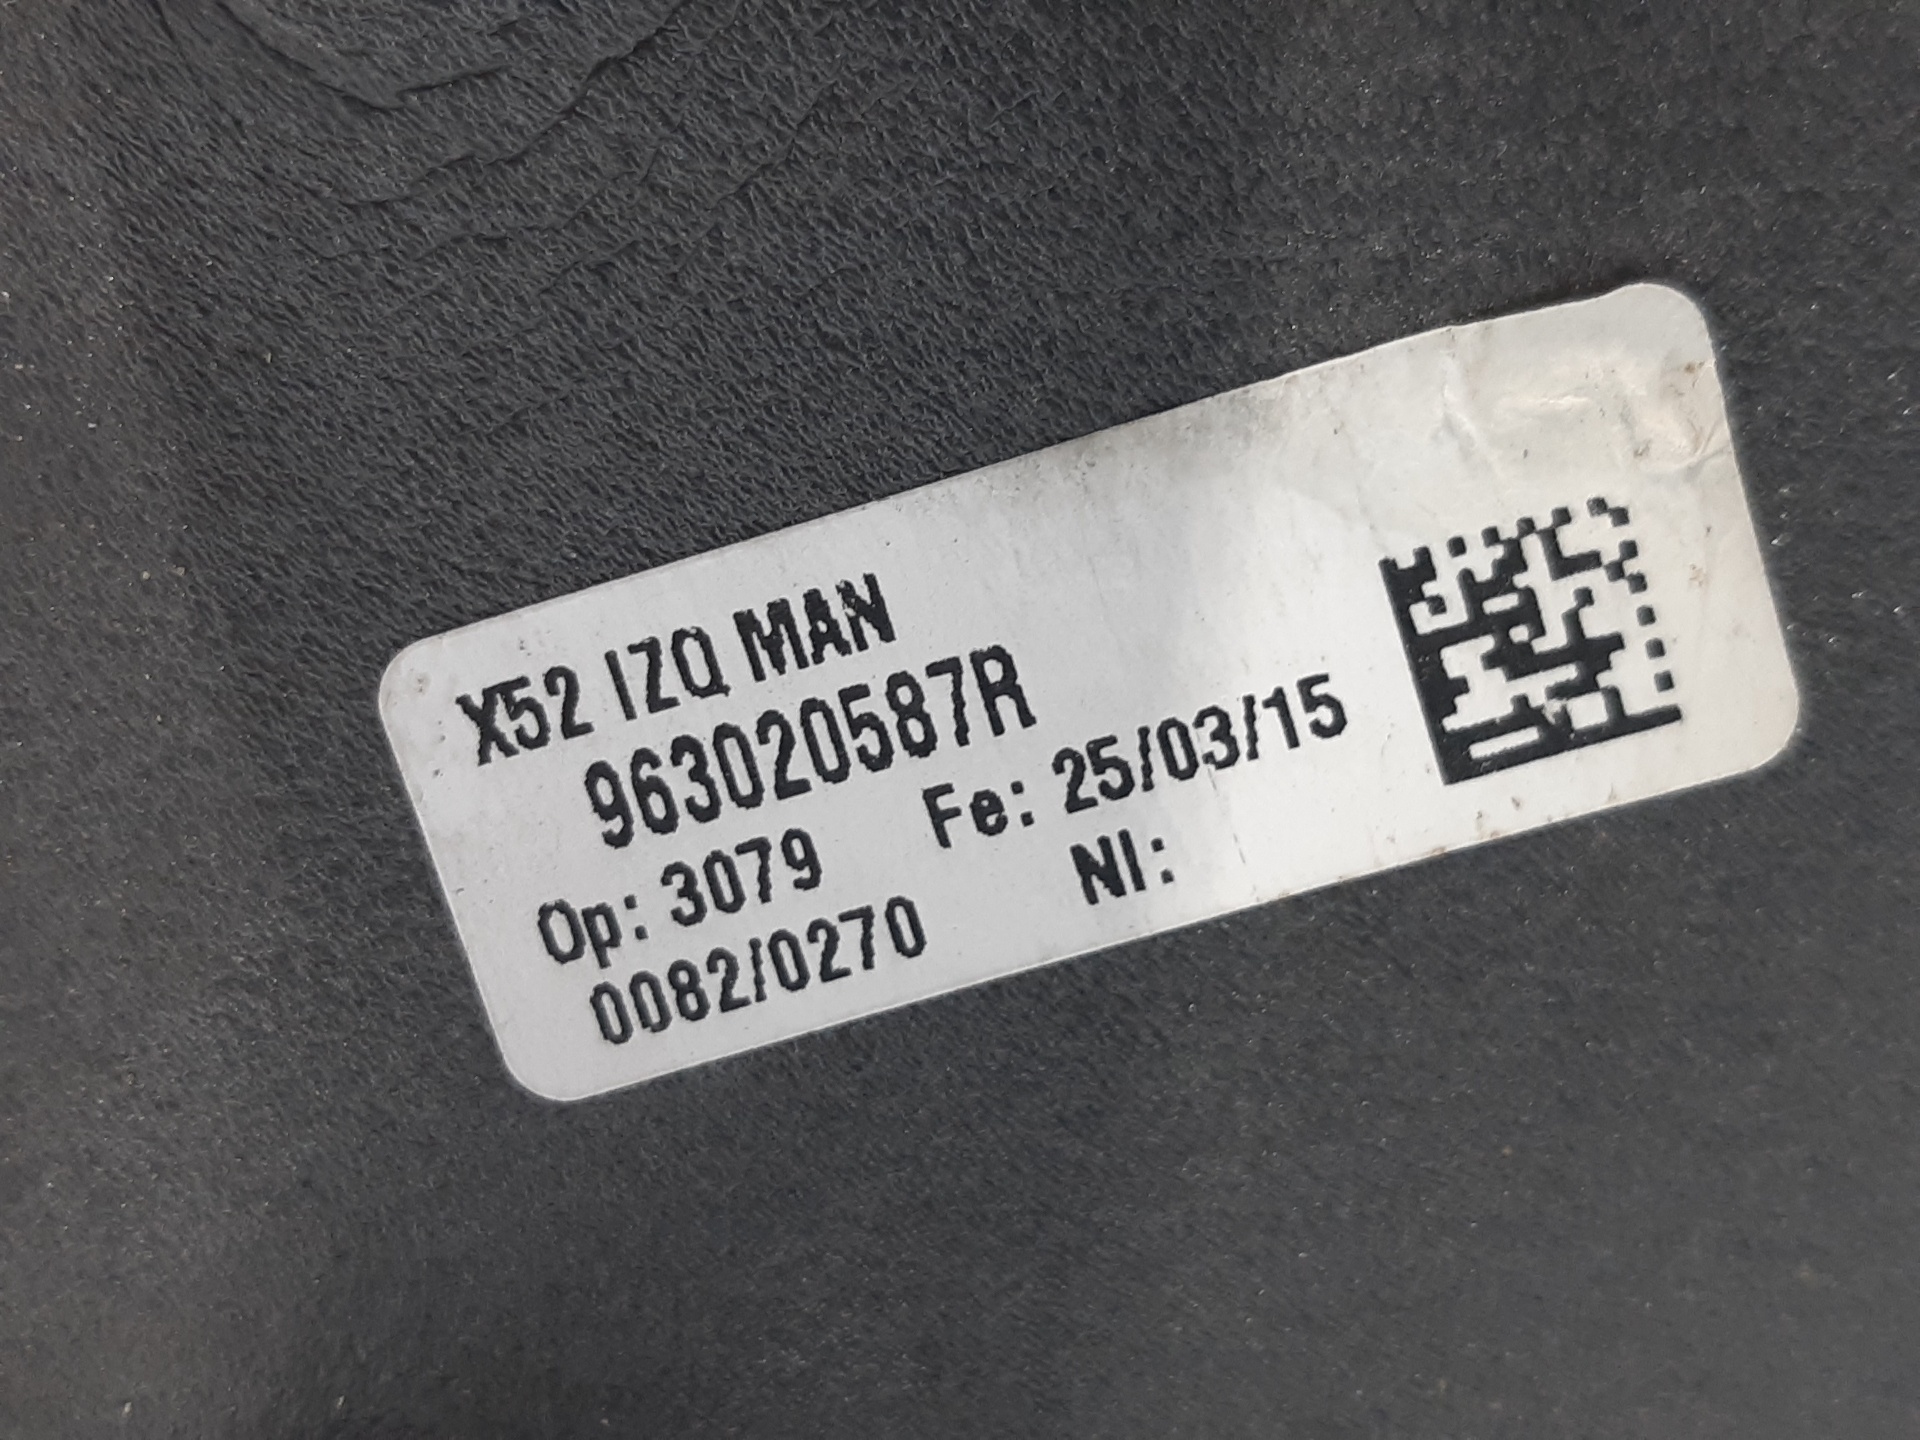 X52 IZQ MAN
963020587R
Op: 3079 Fe: 25/03/15
0082/0270 NI: